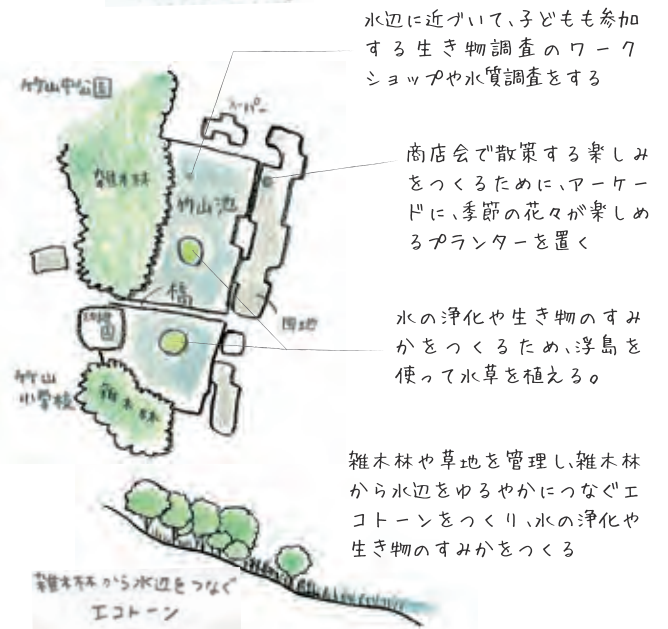 水辺に近づいて、子どもも参加
する生き物調査のワーク
ショップや水質調査をする
竹山中公園
スーパー
雑木林
竹山池
商店会で散策する楽しみ
をつくるために、アーケー
ドに、季節の花々が楽しめ
るプランターを置く
橋
団地
水の浄化や生き物のすみ
かをつくるため、浮島を
使って水草を植える。
竹山
小学校
雑木林
雑木林や草地を管理し、雑木林
から水辺をゆるやかにつなぐエ
コトーンをつくり、水の浄化や
生き物のすみかをつくる
雑木林から水辺をつなぐ
エコトーン